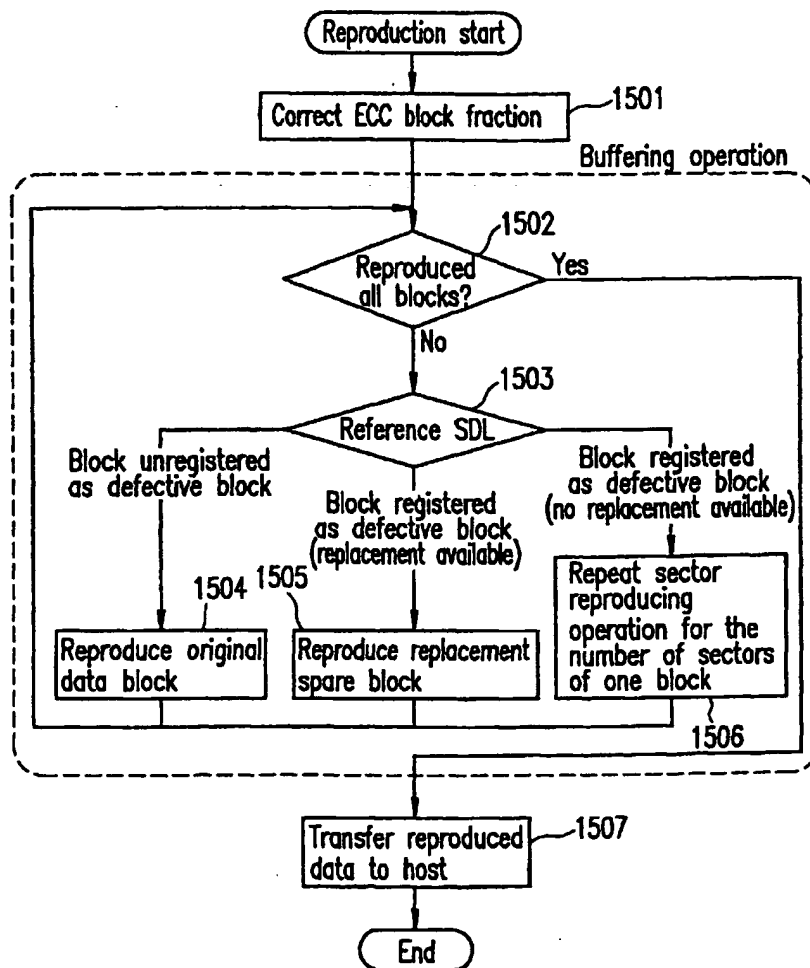 Reproduction start
1501
Correct ECC block fraction
Buffering operation
1502
Reproduced
all blocks?
Yes
No
1503
Reference SDL
Block unregistered
as defective block
Block registered
as defective block
(replacement available)
Block registered
as defective block
(no replacement available)
1504
Reproduce original
data block
1505
Reproduce replacement
spare block
Repeat sector
reproducing
operation for the
number of sectors
of one block
1506
Transfer reproduced
data to host
1507
End